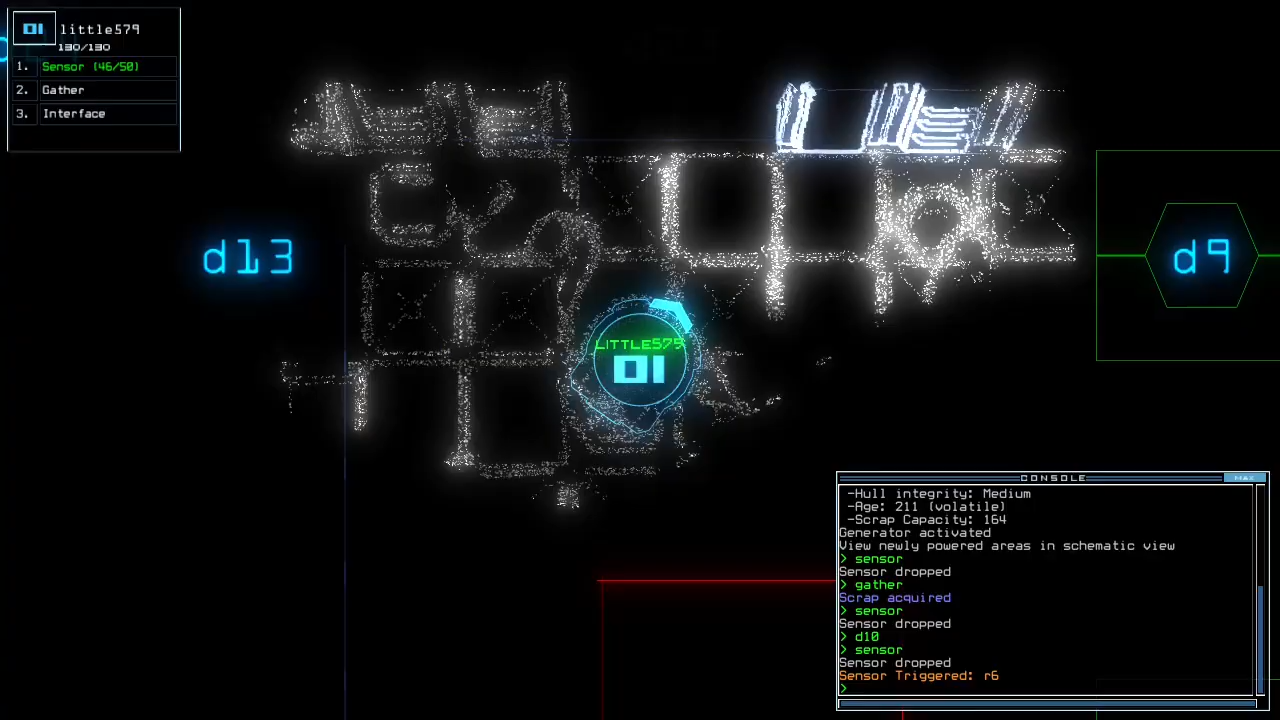 01 little579
130/130
1. Sensor (46/50)
2. Gather
3. Interface
d13
d9
LITTLE579
01
CONSOLE
MAX
-Hull integrity: Medium
-Age: 211 (volatile)
-Scrap Capacity: 164
Generator activated
View newly powered areas in schematic view
> sensor
Sensor dropped
> gather
Scrap acquired
> sensor
Sensor dropped
> d10
> sensor
Sensor dropped
Sensor Triggered: r6
>